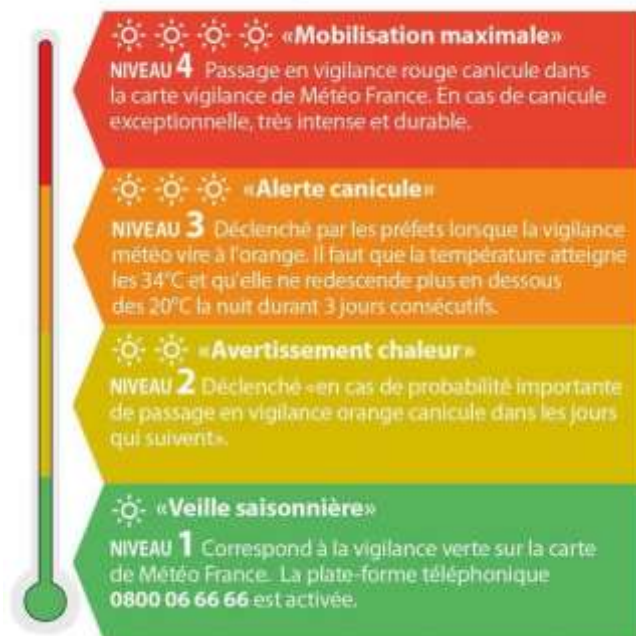 «Mobilisation maximale»
NIVEAU 4 Passage en vigilance rouge canicule dans
la carte vigilance de Météo France. En cas de canicule
exceptionnelle, très intense et durable.
«Alerte canicule»
NIVEAU 3 Déclenché par les préfets lorsque la vigilance
météo vire à l'orange. Il faut que la température atteigne
les 34°C et qu'elle ne redescende plus en dessous
des 20°C la nuit durant 3 jours consécutifs.
«Avertissement chaleur»
NIVEAU 2 Déclenché «en cas de probabilité importante
de passage en vigilance orange canicule dans les jours
qui suivent».
«Veille saisonnière»
NIVEAU 1 Correspond à la vigilance verte sur la carte
de Météo France. La plate-forme téléphonique
0800 06 66 66 est activée.